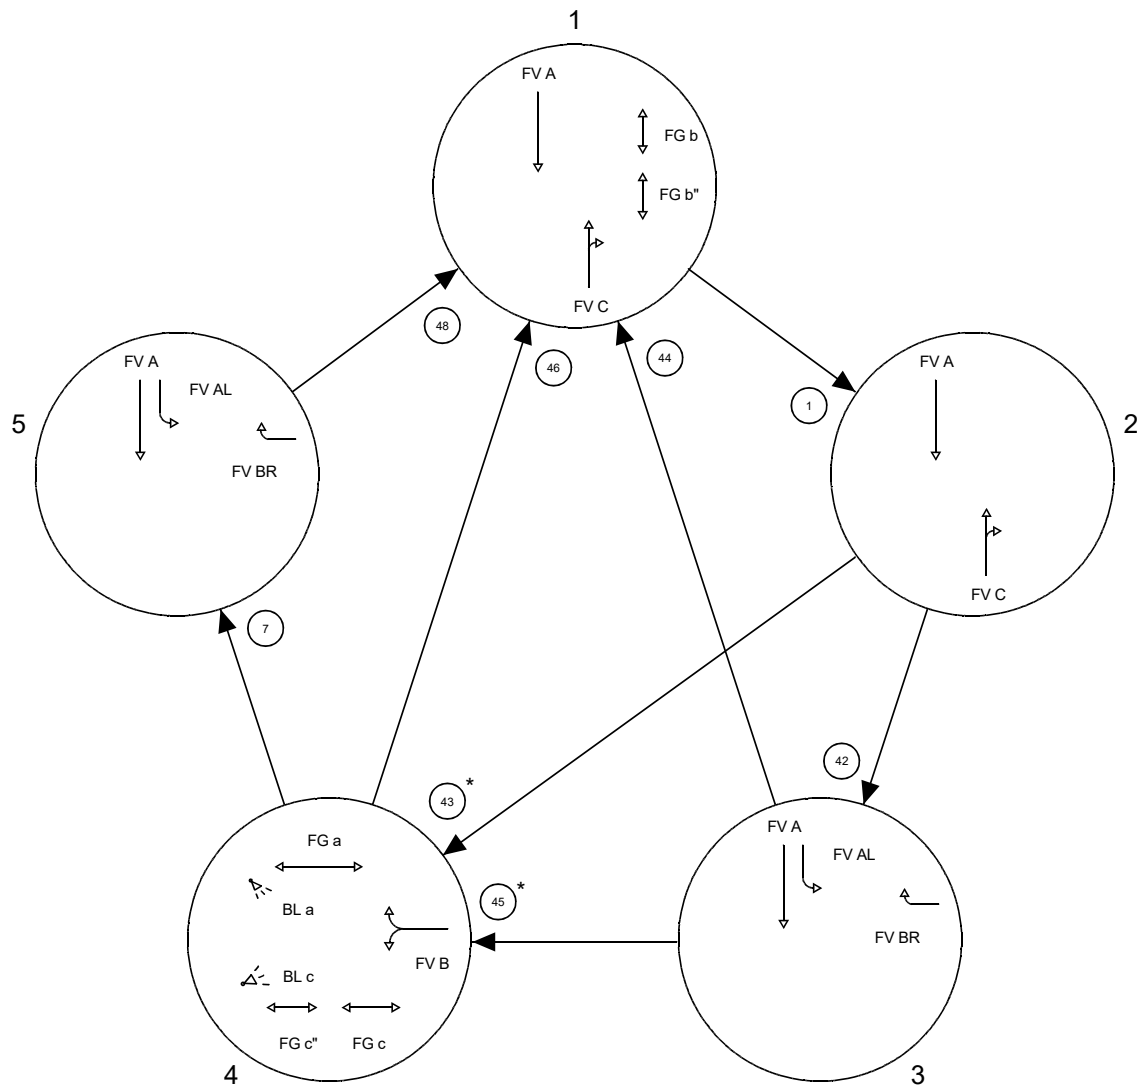 1
FV A
FG b
FG b"
FV C
48
46
44
1
5
FV A
FV AL
FV BR
2
FV A
FV C
7
42
43 *
45 *
FG a
BL a
FV B
BL c
FG c" FG c
4
FV A
FV AL
FV BR
3